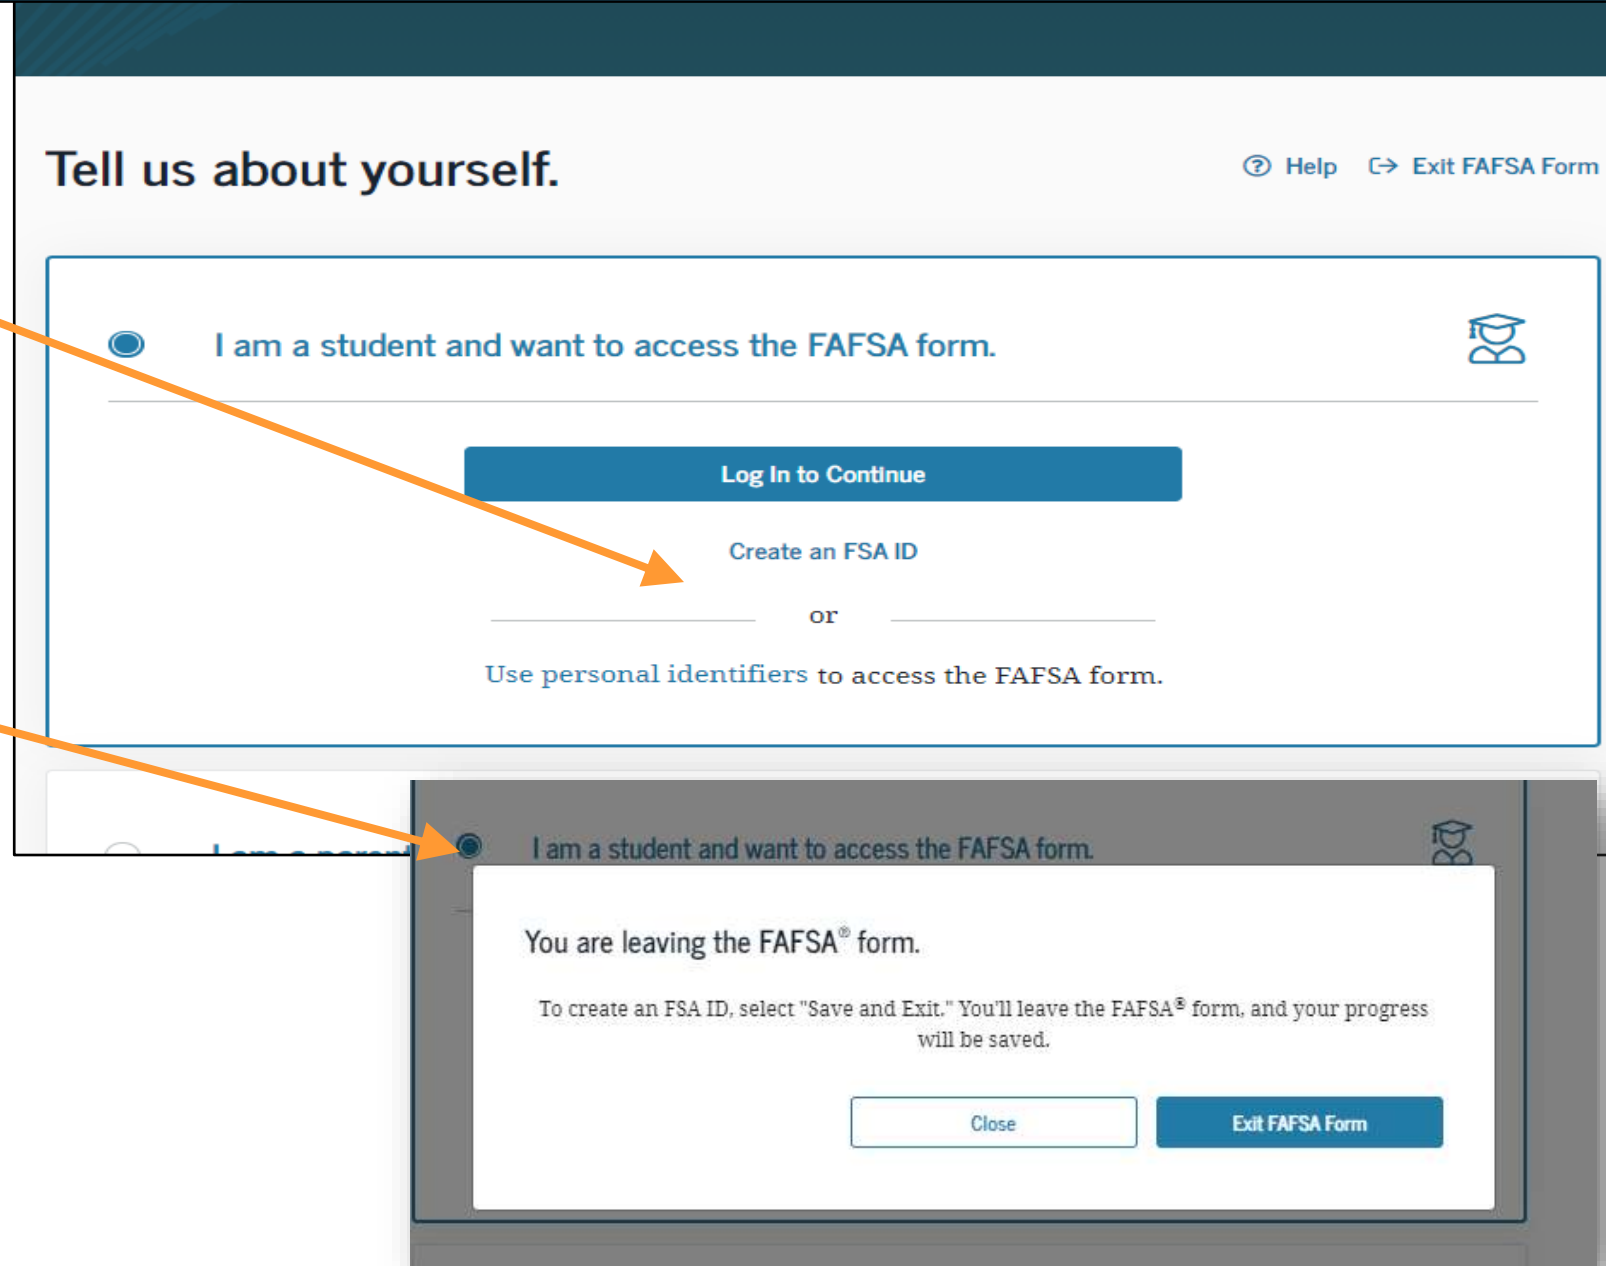 Tell us about yourself.
Help Exit FAFSA Form
I am a student and want to access the FAFSA form.
Log In to Continue
Create an FSA ID
or
Use personal identifiers to access the FAFSA form.
I am a parent
I am a student and want to access the FAFSA form.
You are leaving the FAFSA® form.
To create an FSA ID, select "Save and Exit." You'll leave the FAFSA® form, and your progress
will be saved.
Close Exit FAFSA Form